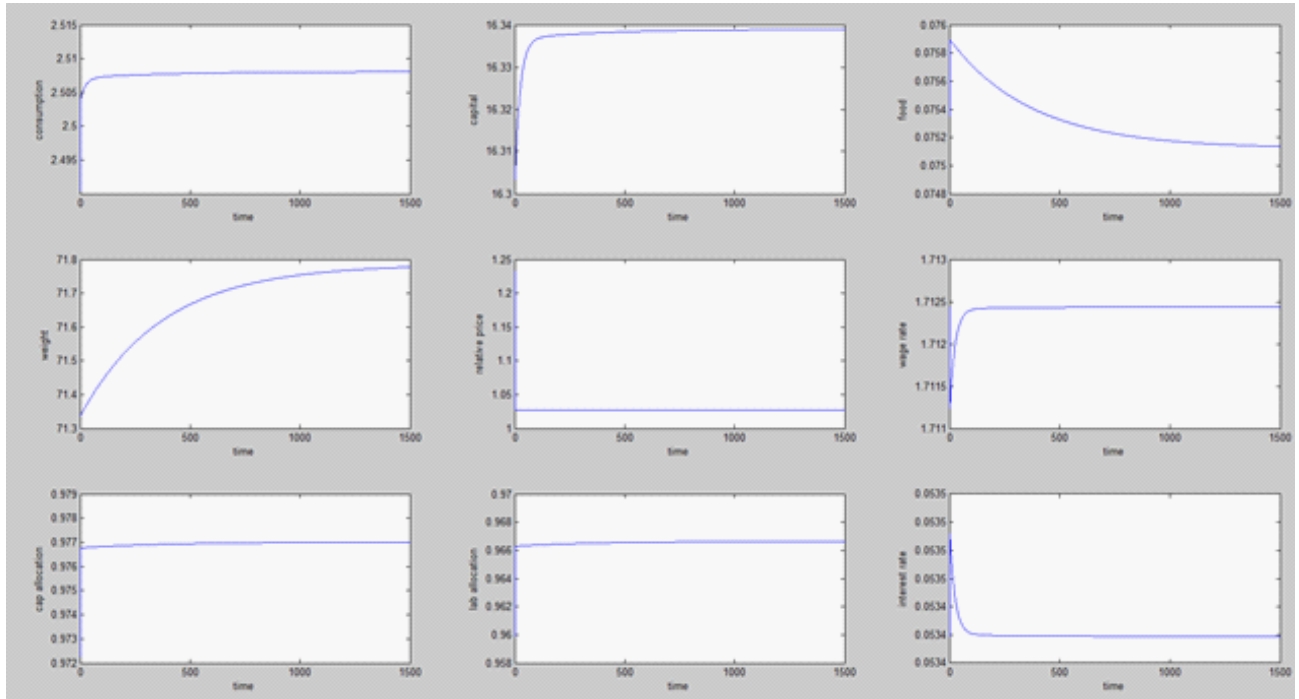 consumption
2.515
2.51
2.505
2.5
2.495
0 500 1000 1500
time
capital
16.34
16.33
16.32
16.31
16.3
0 500 1000 1500
time
food
0.076
0.0758
0.0756
0.0754
0.0752
0.075
0.0748
0 500 1000 1500
time
weight
71.8
71.7
71.6
71.5
71.4
71.3
0 500 1000 1500
time
relative price
1.25
1.2
1.15
1.1
1.05
1
0 500 1000 1500
time
wage rate
1.713
1.7125
1.712
1.7115
1.711
0 500 1000 1500
time
cap allocation
0.979
0.978
0.977
0.976
0.975
0.974
0.973
0.972
0 500 1000 1500
time
lab allocation
0.97
0.968
0.966
0.964
0.962
0.96
0.958
0 500 1000 1500
time
interest rate
0.0535
0.0535
0.0535
0.0535
0.0534
0.0534
0.0534
0 500 1000 1500
time